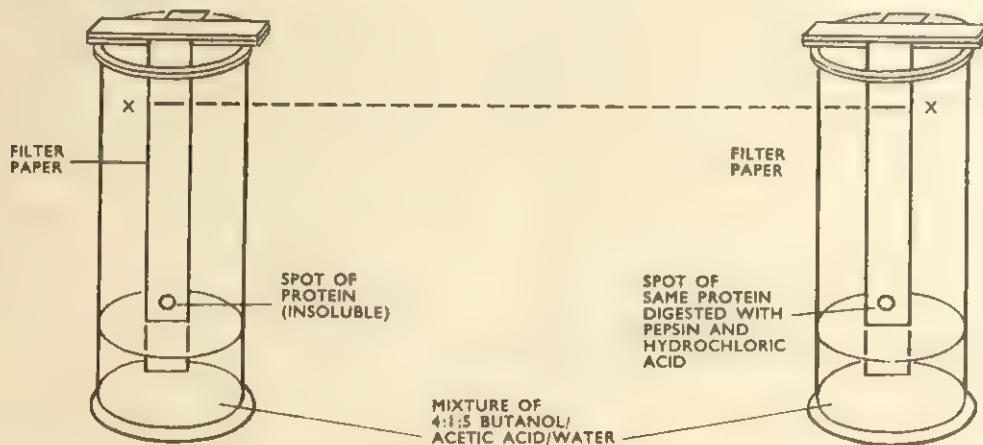 X
X
FILTER
PAPER
FILTER
PAPER
SPOT OF
PROTEIN
(INSOLUBLE)
SPOT OF
SAME PROTEIN
DIGESTED WITH
PEPSIN AND
HYDROCHLORIC
ACID
MIXTURE OF
4:1:5 BUTANOL/
ACETIC ACID/WATER